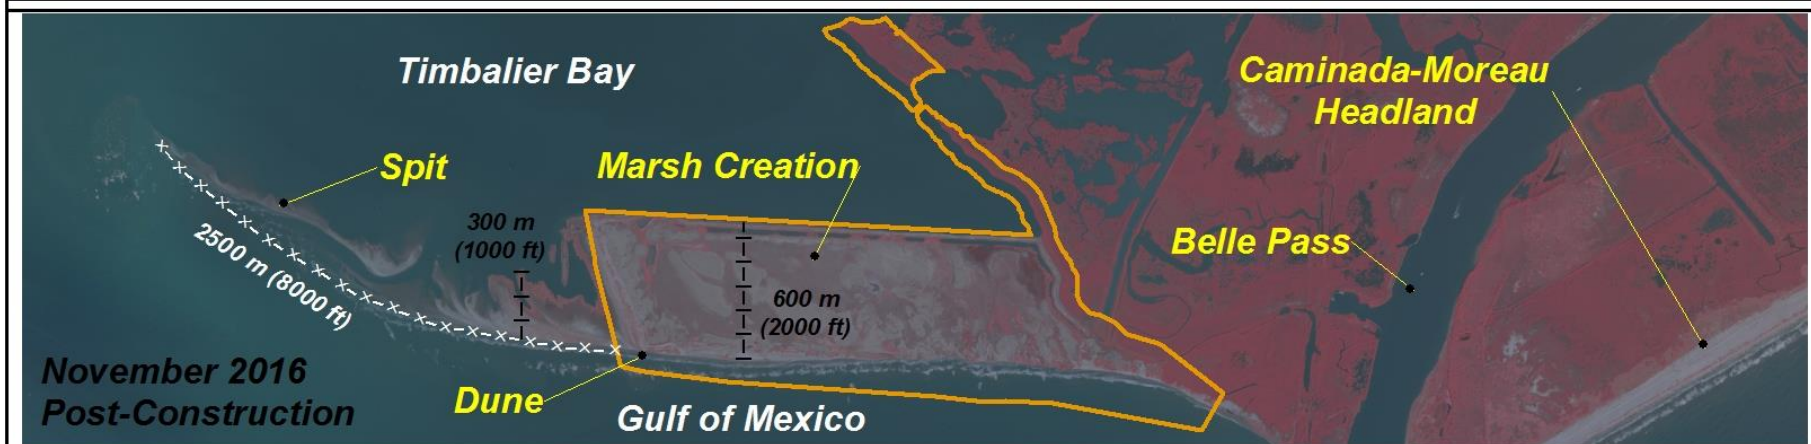 Timbalier Bay
Caminada-Moreau
Headland
Spit
Marsh Creation
300 m
(1000 ft)
2500 m (8000 ft)
Belle Pass
600 m
(2000 ft)
November 2016
Post-Construction
Dune
Gulf of Mexico